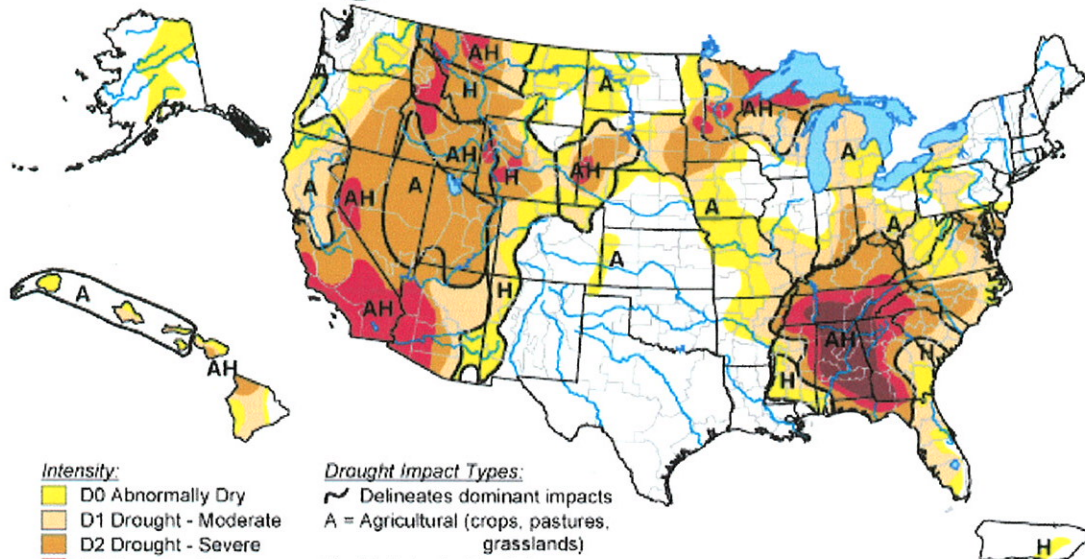 AH
H
A
A
AH
AH
A
A
AH
A
H
AH
A
AH
A
A
H
A
AH
H
AH
H
A
AH
H
Intensity:
D0 Abnormally Dry
D1 Drought - Moderate
D2 Drought - Severe
Drought Impact Types:
Delineates dominant impacts
A = Agricultural (crops, pastures,
grasslands)